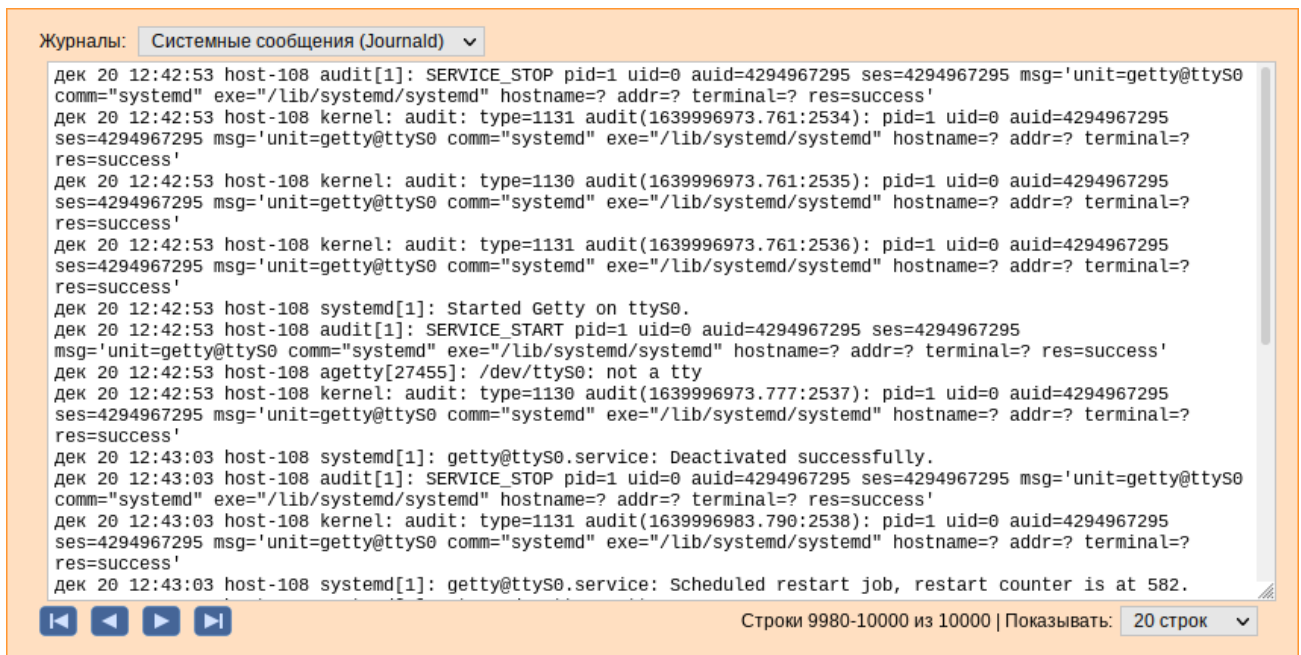 Журналы: Системные сообщения (Journald)
дек 20 12:42:53 host-108 audit[1]: SERVICE_STOP pid=1 uid=0 auid=4294967295 ses=4294967295 msg='unit=getty@ttyS0
comm="systemd" exe="/lib/systemd/systemd" hostname=? addr=? terminal=? res=success'
дек 20 12:42:53 host-108 kernel: audit: type=1131 audit(1639996973.761:2534): pid=1 uid=0 auid=4294967295
ses=4294967295 msg='unit=getty@ttyS0 comm="systemd" exe="/lib/systemd/systemd" hostname=? addr=? terminal=?
res=success'
дек 20 12:42:53 host-108 kernel: audit: type=1130 audit(1639996973.761:2535): pid=1 uid=0 auid=4294967295
ses=4294967295 msg='unit=getty@ttyS0 comm="systemd" exe="/lib/systemd/systemd" hostname=? addr=? terminal=?
res=success'
дек 20 12:42:53 host-108 kernel: audit: type=1131 audit(1639996973.761:2536): pid=1 uid=0 auid=4294967295
ses=4294967295 msg='unit=getty@ttyS0 comm="systemd" exe="/lib/systemd/systemd" hostname=? addr=? terminal=?
res=success'
дек 20 12:42:53 host-108 systemd[1]: Started Getty on ttyS0.
дек 20 12:42:53 host-108 audit[1]: SERVICE_START pid=1 uid=0 auid=4294967295 ses=4294967295
msg='unit=getty@ttyS0 comm="systemd" exe="/lib/systemd/systemd" hostname=? addr=? terminal=? res=success'
дек 20 12:42:53 host-108 agetty[27455]: /dev/ttyS0: not a tty
дек 20 12:42:53 host-108 kernel: audit: type=1130 audit(1639996973.777:2537): pid=1 uid=0 auid=4294967295
ses=4294967295 msg='unit=getty@ttyS0 comm="systemd" exe="/lib/systemd/systemd" hostname=? addr=? terminal=?
res=success'
дек 20 12:43:03 host-108 systemd[1]: getty@ttyS0.service: Deactivated successfully.
дек 20 12:43:03 host-108 audit[1]: SERVICE_STOP pid=1 uid=0 auid=4294967295 ses=4294967295 msg='unit=getty@ttyS0
comm="systemd" exe="/lib/systemd/systemd" hostname=? addr=? terminal=? res=success'
дек 20 12:43:03 host-108 kernel: audit: type=1131 audit(1639996983.790:2538): pid=1 uid=0 auid=4294967295
ses=4294967295 msg='unit=getty@ttyS0 comm="systemd" exe="/lib/systemd/systemd" hostname=? addr=? terminal=?
res=success'
дек 20 12:43:03 host-108 systemd[1]: getty@ttyS0.service: Scheduled restart job, restart counter is at 582.
Строки 9980-10000 из 10000 | Показывать: 20 строк